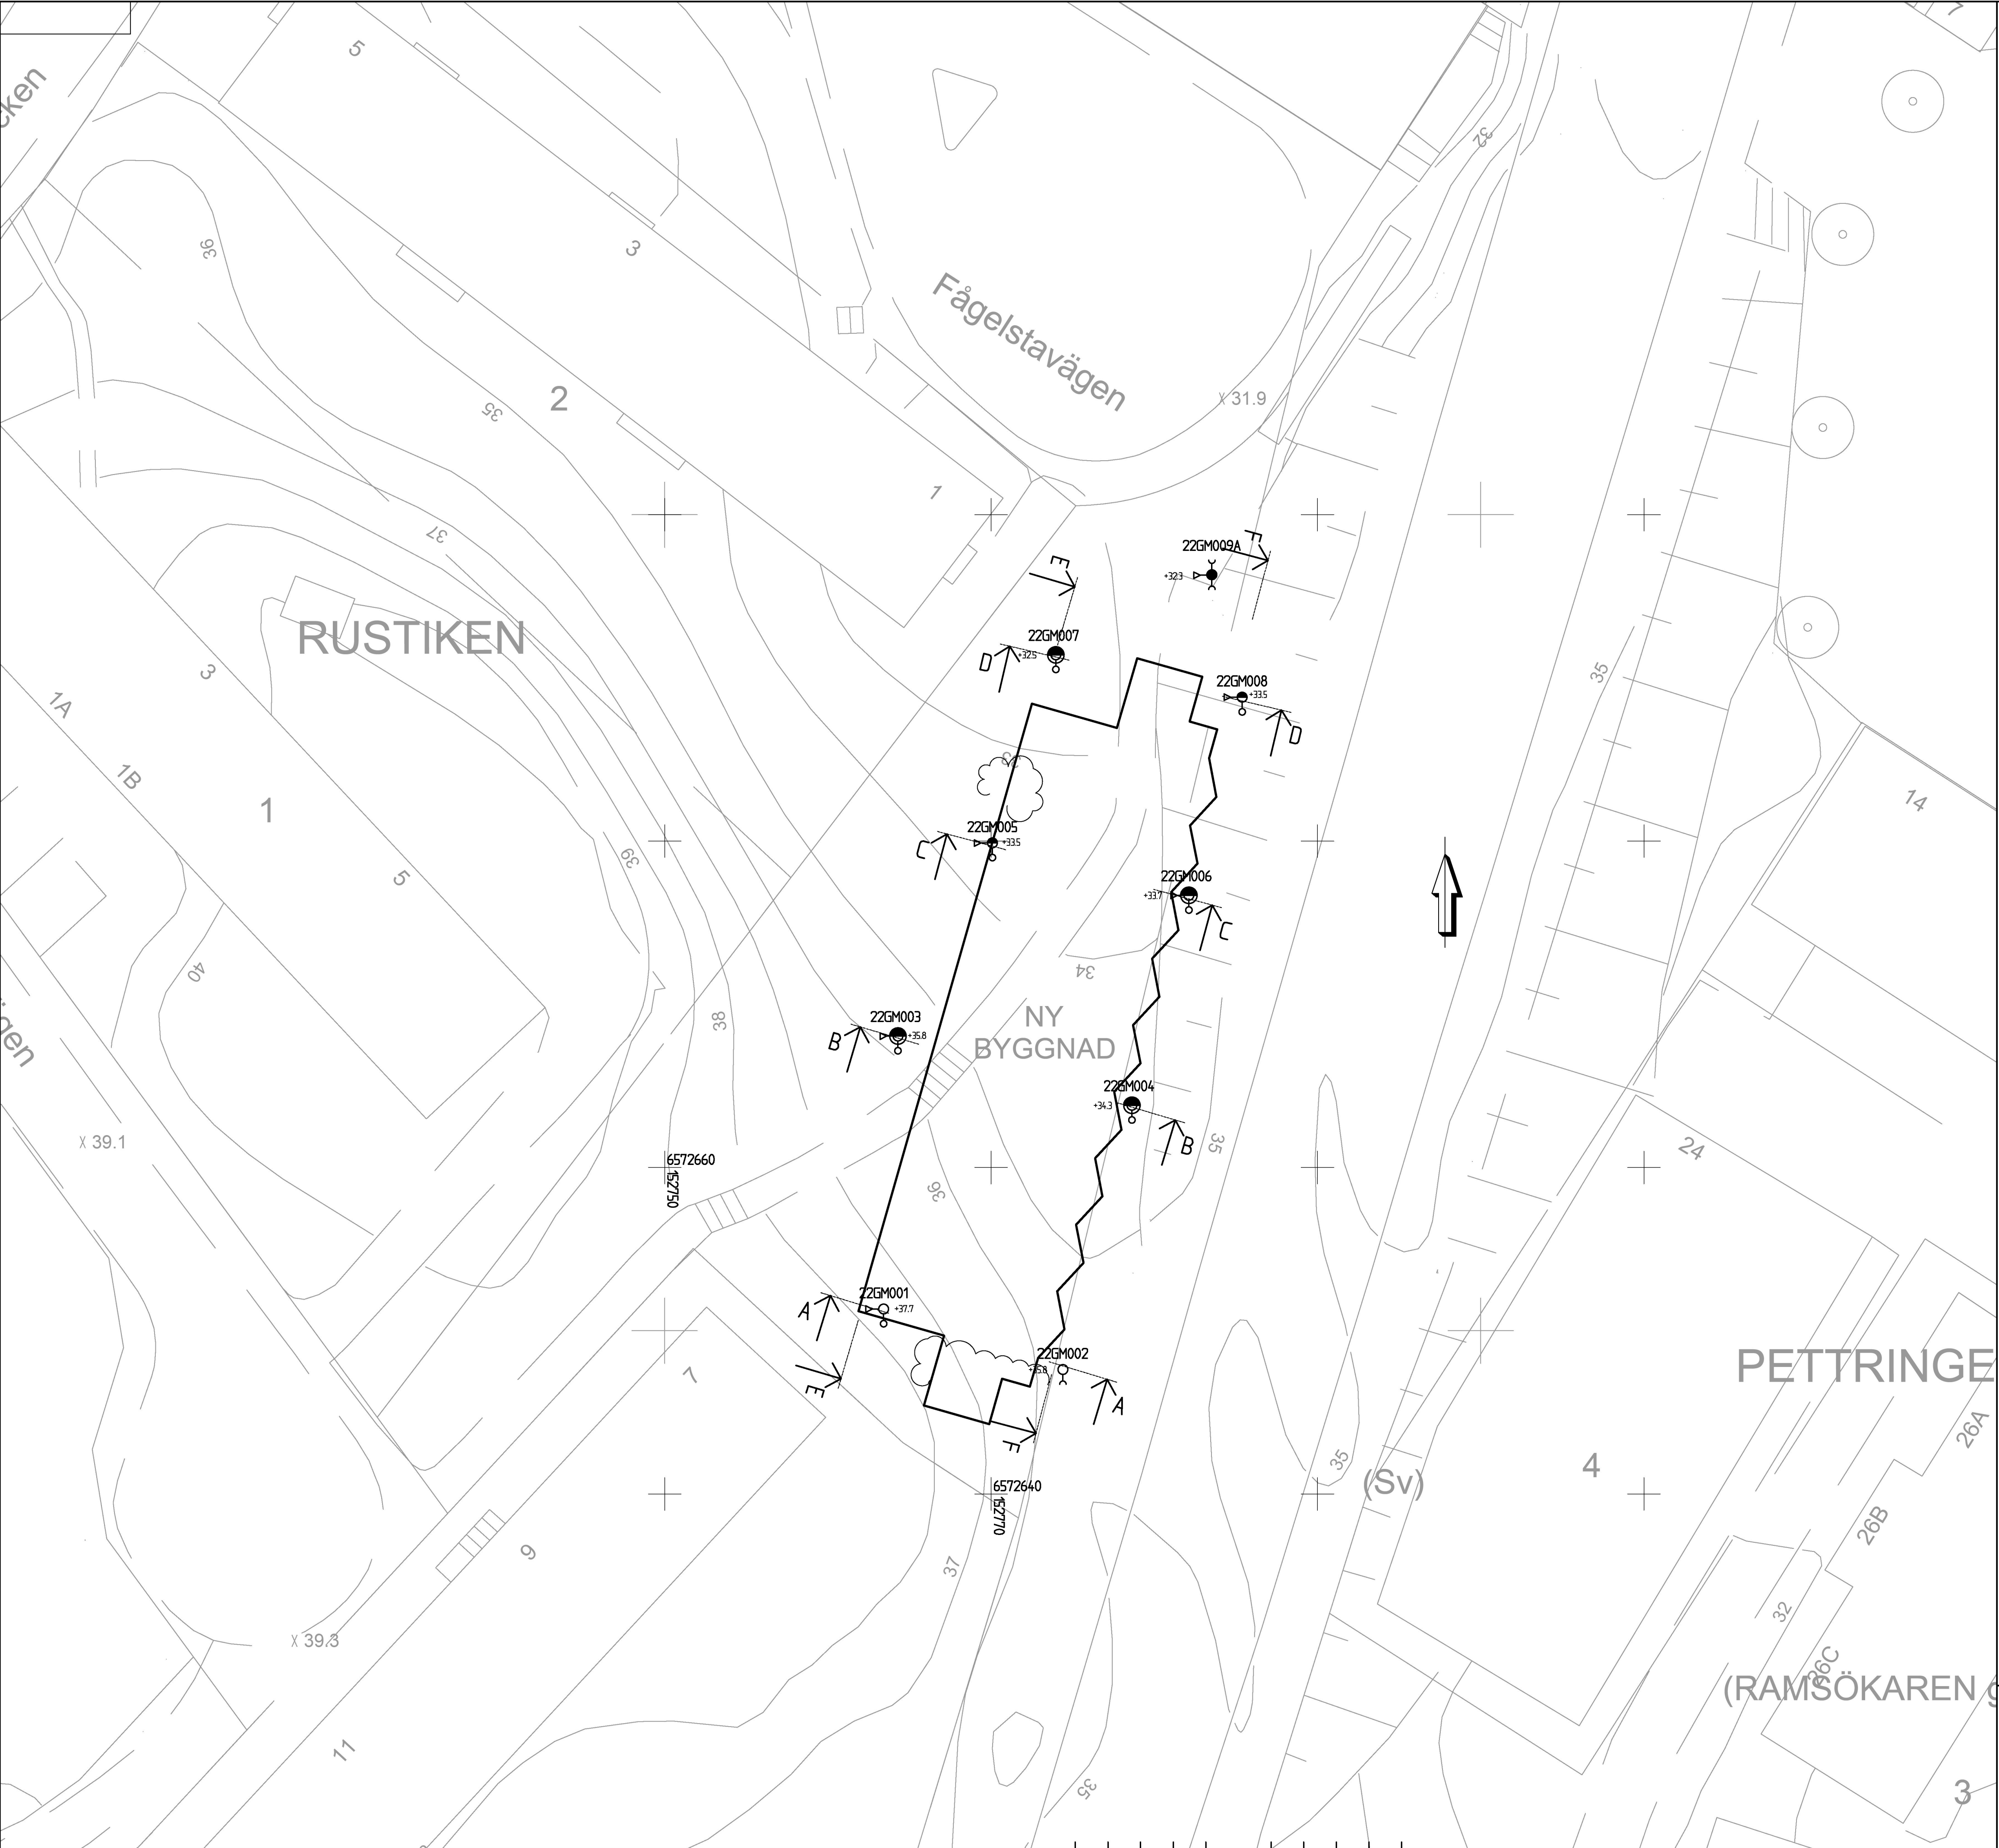 5
7
32
36
3
Fågelstavägen
X 31.9
2
35
1
37
22GM009A
+32.3
F
E
22GM007
+32.5
D
RUSTIKEN
3
35
22GM008
+33.5
D
1A
1B
1
33
14
22GM005
+33.5
C
39
5
22GM006
+33.7
C
40
34
38
22GM003
+35.8
B
NY
BYGGNAD
22GM004
+34.3
B
35
X 39.1
24
6572660
152750
36
22GM001
+37.7
A
E
7
22GM002
A
F
PETTRINGE
26A
35
(Sv)
4
6572640
152770
26B
9
37
32
X 39.3
26C
(RAMSÖKAREN
11
35
3